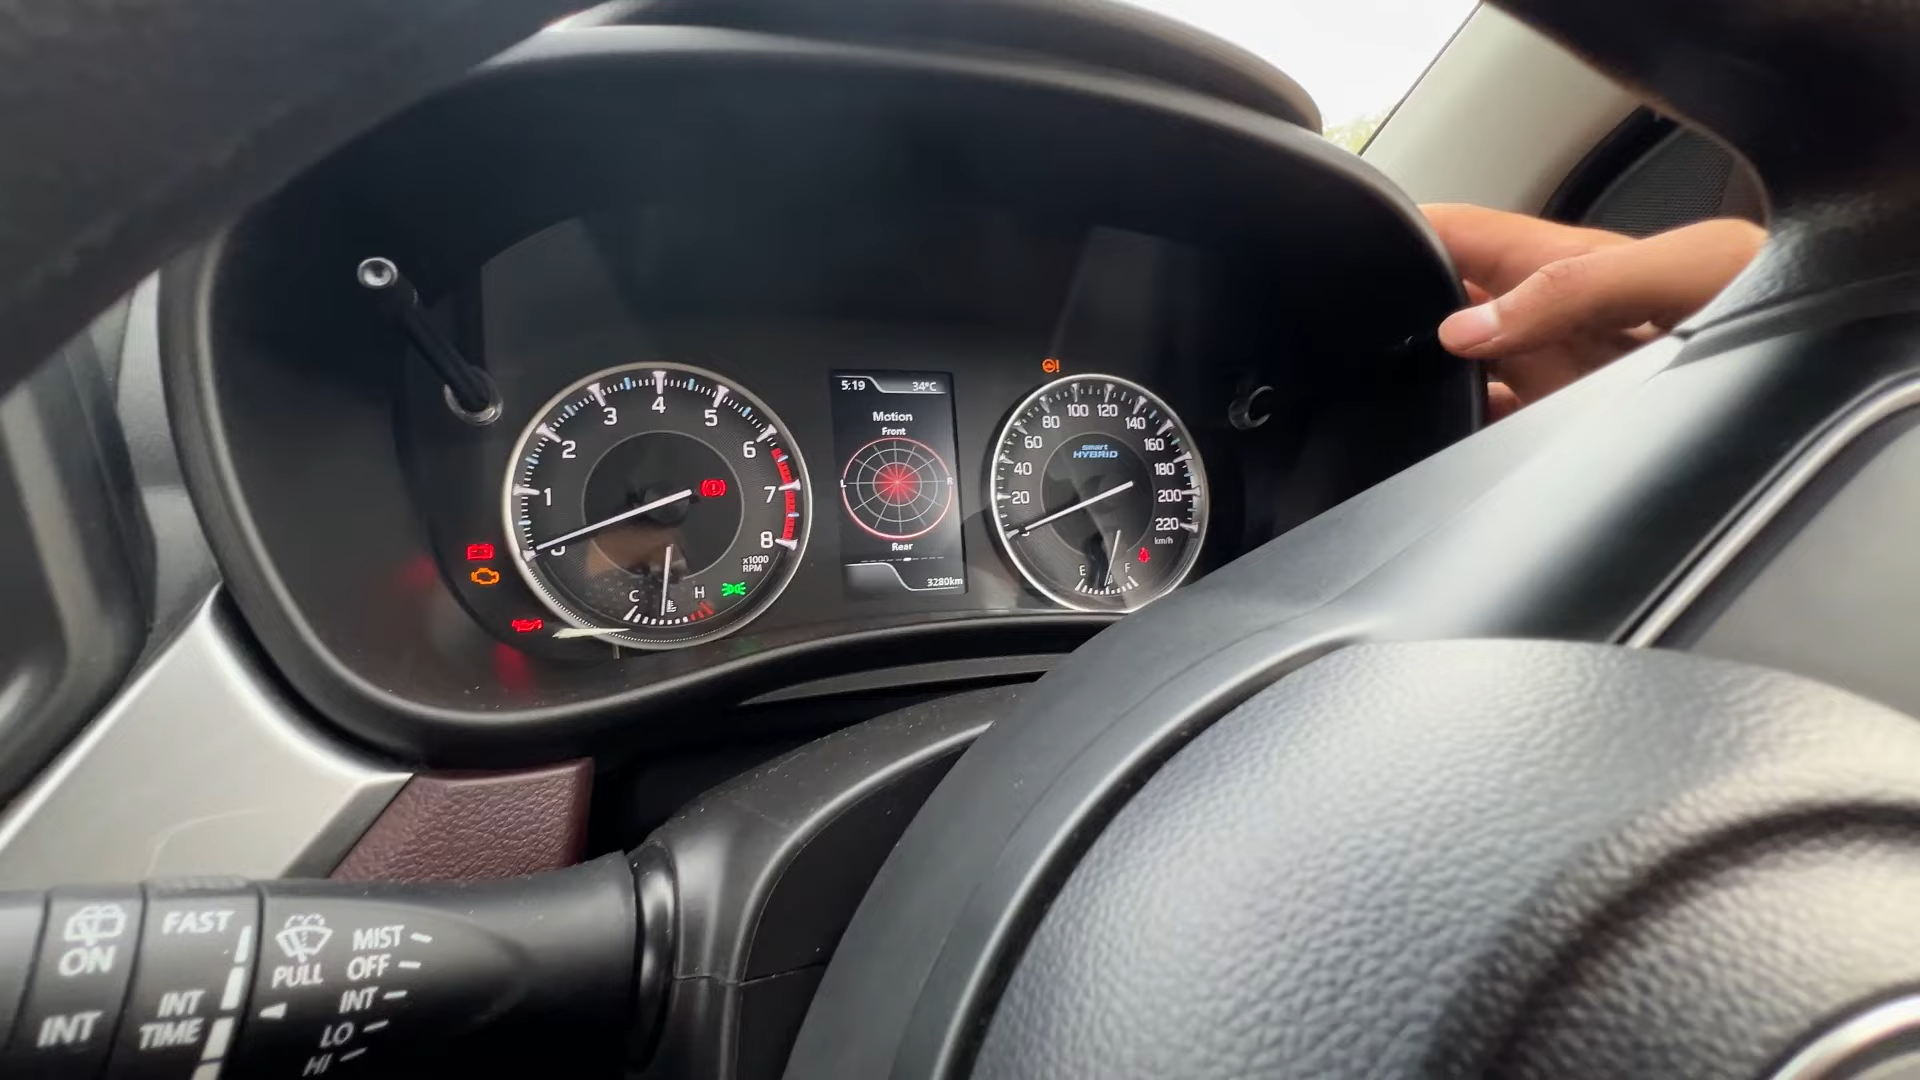 5:19 34°C
Motion
Front
L R
Rear
3280km
1
2
3
4
5
6
7
8
x1000
RPM
C H
20
40
60
80
100
120
140
160
180
200
220
km/h
smart
HYBRID
E F
ON
INT
FAST
INT
TIME
PULL
MIST
OFF
INT
LO
HI